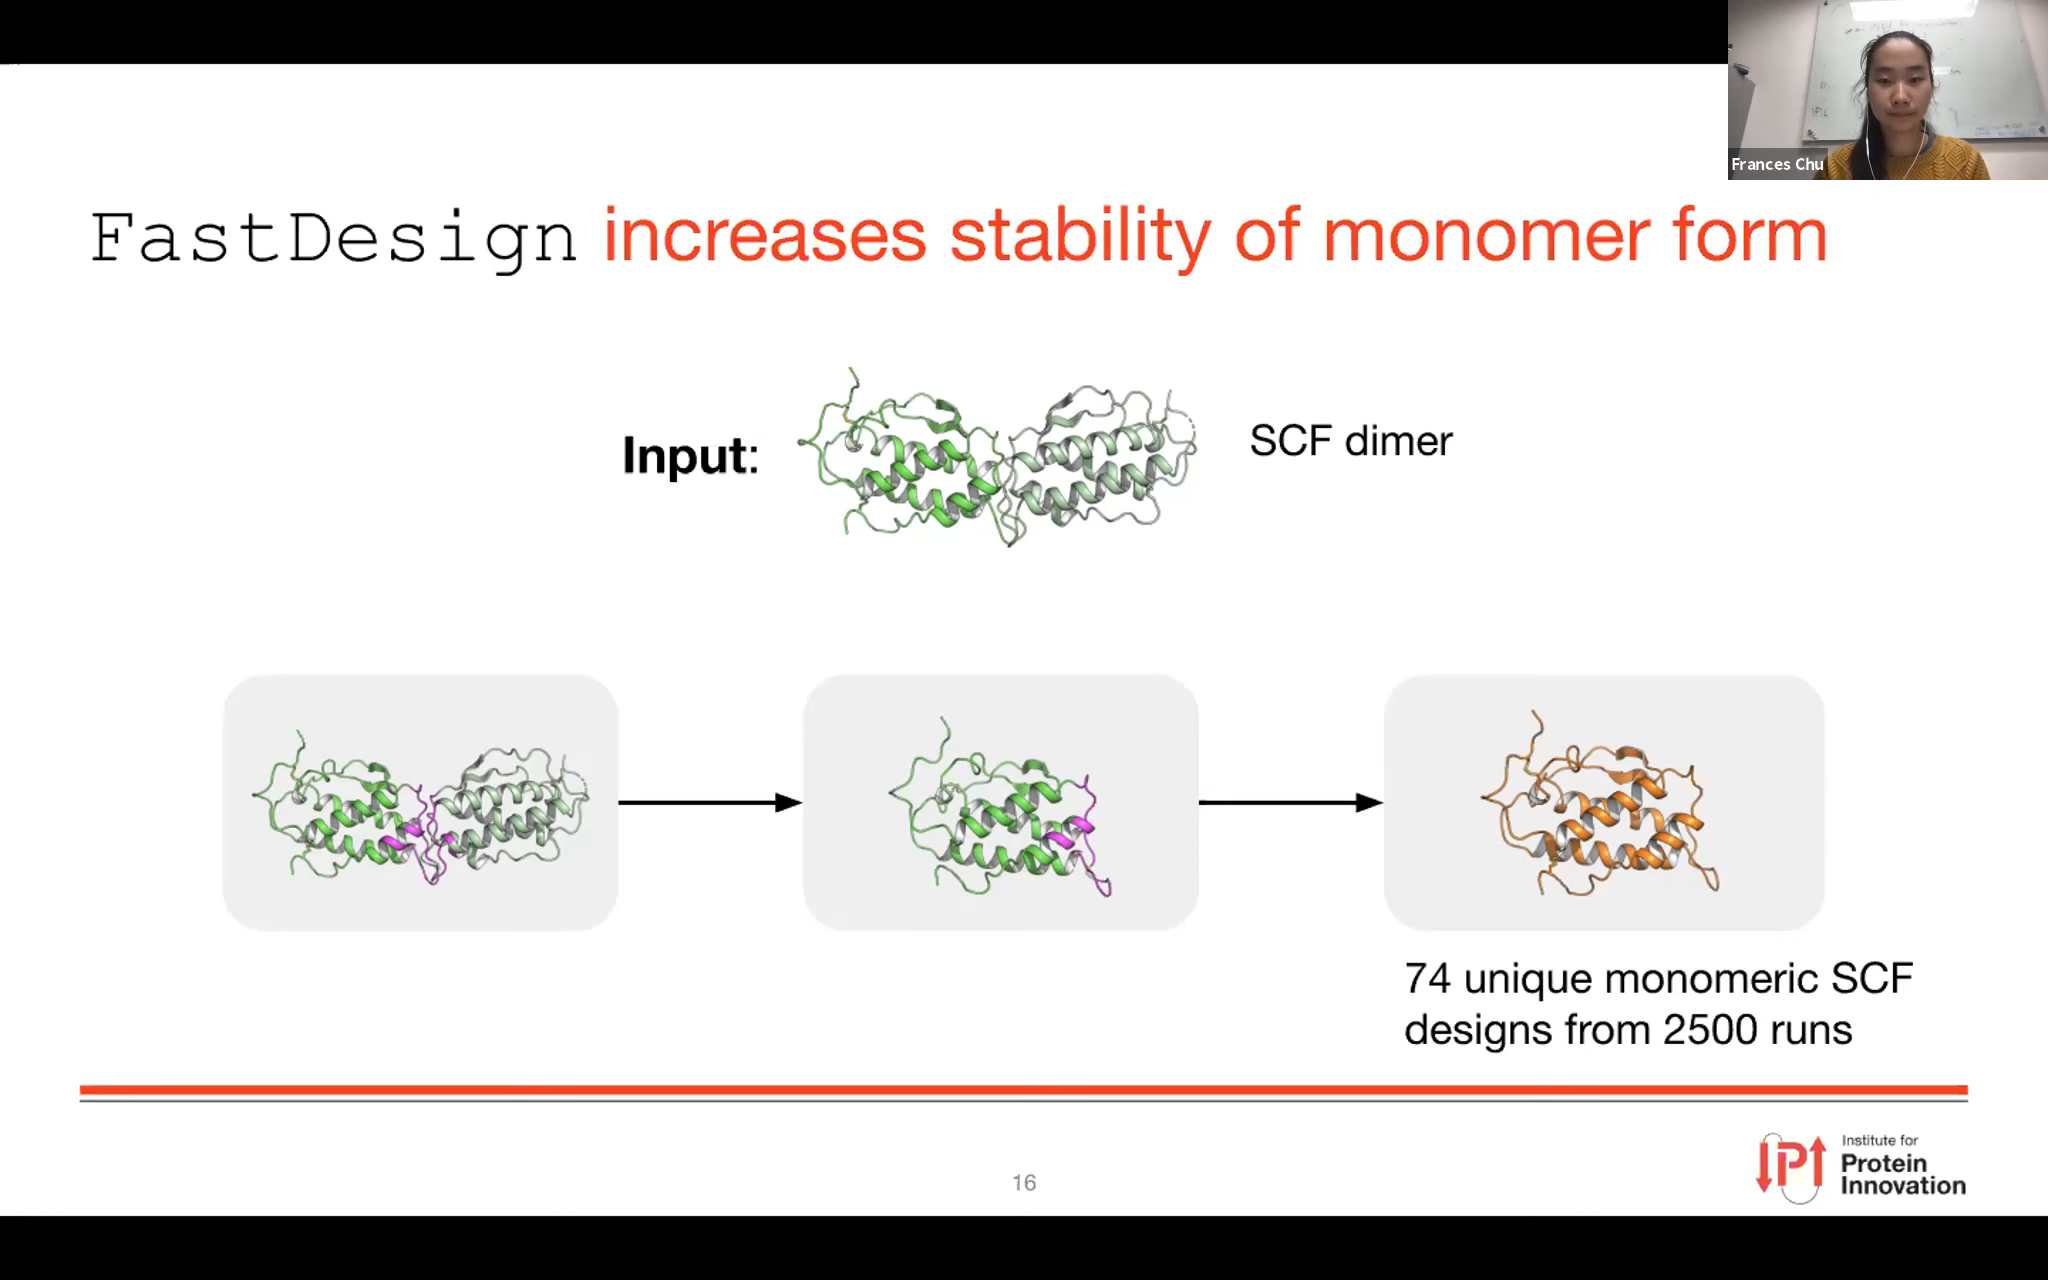 Frances Chu
FastDesign increases stability of monomer form
Input:
SCF dimer
74 unique monomeric SCF
designs from 2500 runs
16
IPI
Institute for
Protein
Innovation